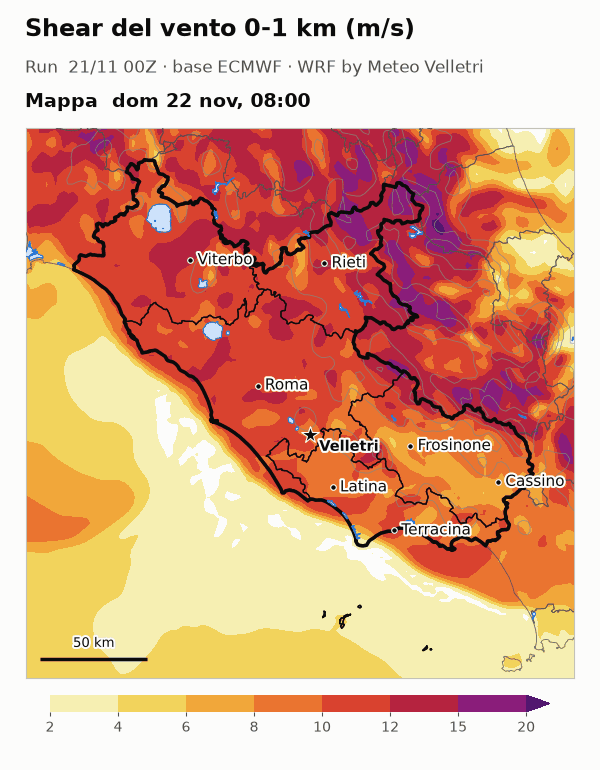 Shear del vento 0-1 km (m/s)
Run  21/11 00Z · base ECMWF · WRF by Meteo Velletri
Mappa  dom 22 nov, 08:00
Viterbo
Rieti
Roma
Velletri
Frosinone
Latina
Cassino
Terracina
50 km
2 4 6 8 10 12 15 20